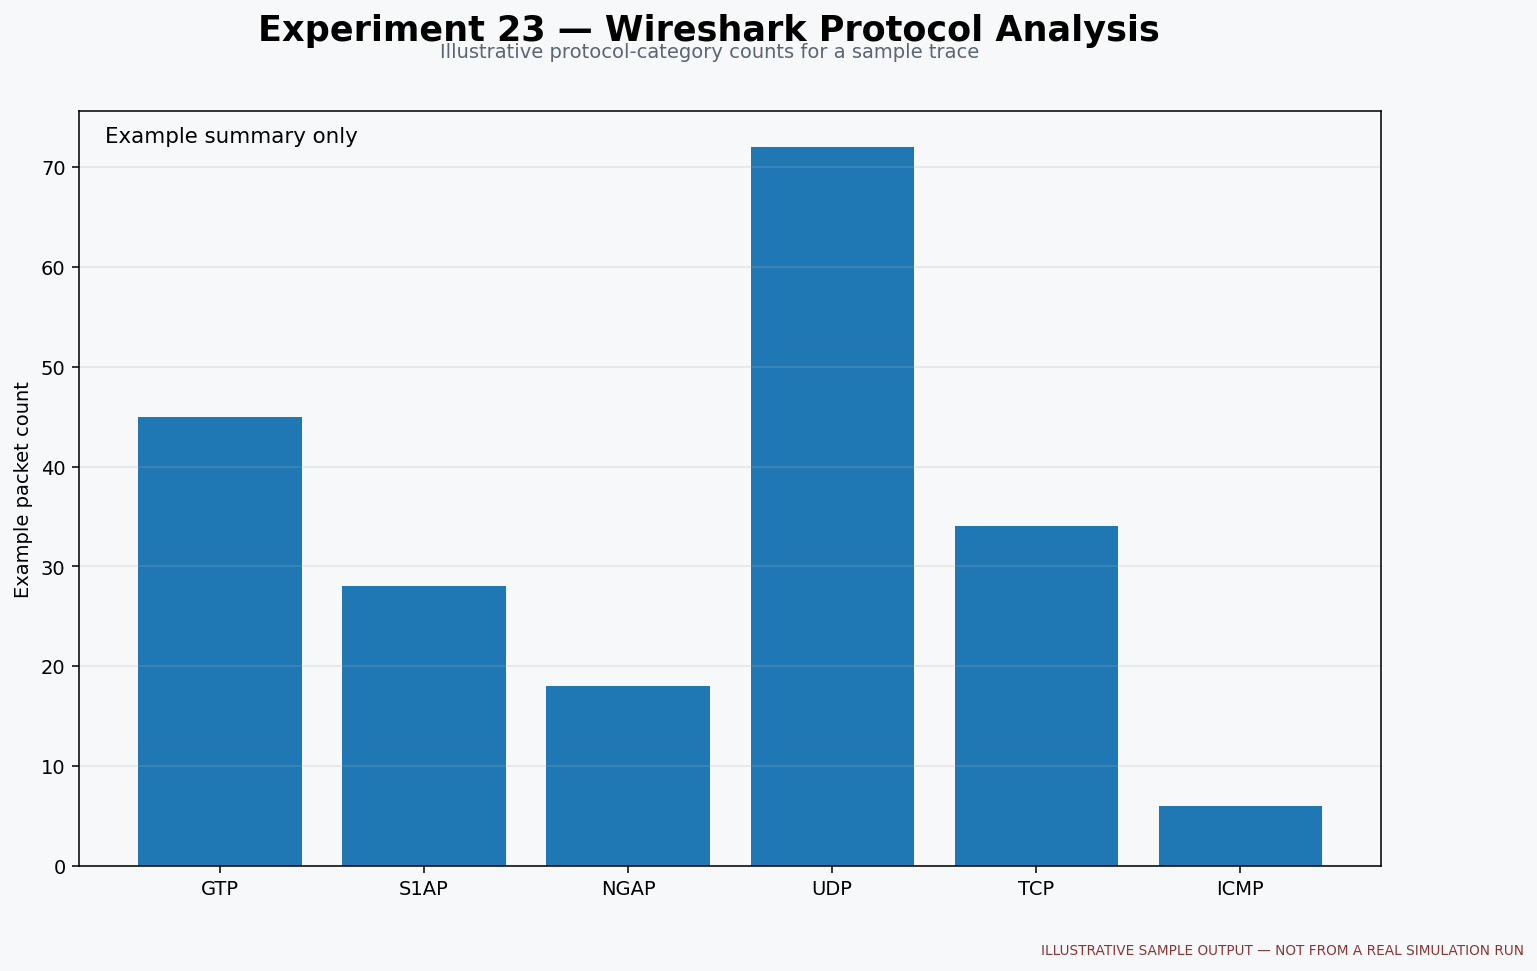 Experiment 23 — Wireshark Protocol Analysis
Illustrative protocol-category counts for a sample trace
Example summary only
Example packet count
70
60
50
40
30
20
10
0
GTP
S1AP
NGAP
UDP
TCP
ICMP
ILLUSTRATIVE SAMPLE OUTPUT — NOT FROM A REAL SIMULATION RUN